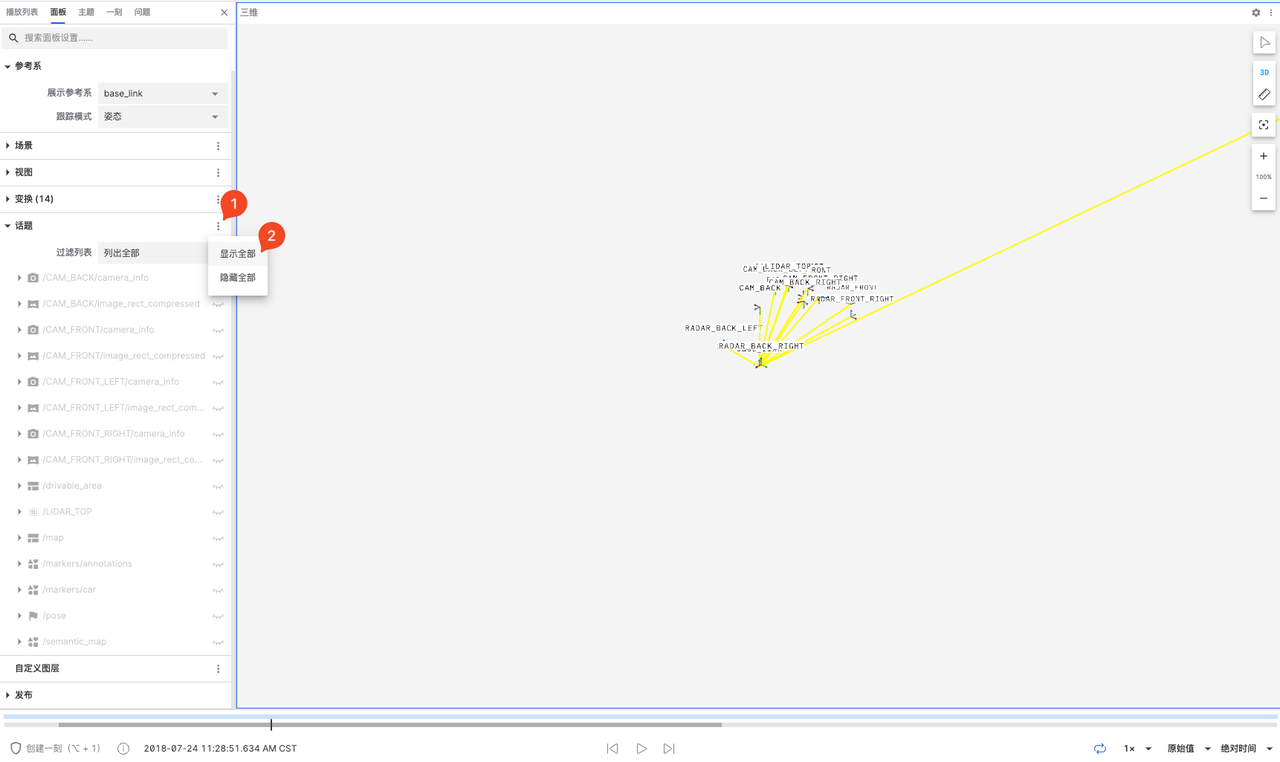 播放列表 面板 主题 一刻 问题
三维
搜索面板设置......
参考系
展示参考系 base_link
跟踪模式 姿态
场景
视图
变换 (14)
1
话题
2
过滤列表 列出全部
显示全部
隐藏全部
/CAM_BACK/camera_info
/CAM_BACK/image_rect_compressed
/CAM_FRONT/camera_info
/CAM_FRONT/image_rect_compressed
/CAM_FRONT_LEFT/camera_info
/CAM_FRONT_LEFT/image_rect_com...
/CAM_FRONT_RIGHT/camera_info
/CAM_FRONT_RIGHT/image_rect_co...
/drivable_area
/LIDAR_TOP
/map
/markers/annotations
/markers/car
/pose
/semantic_map
自定义图层
发布
3D
100%
LIDAR_TOP
CAM_BACK_RIGHT
CAM_BACK
RADAR_FRONT
RADAR_FRONT_RIGHT
RADAR_BACK_LEFT
RADAR_BACK_RIGHT
创建一刻 (⌥ + 1)
2018-07-24 11:28:51.634 AM CST
1×
原始值
绝对时间